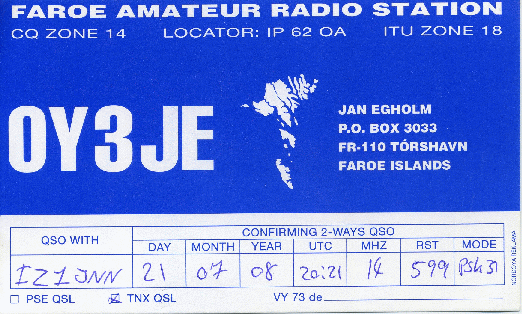 FAROE AMATEUR RADIO STATION
CQ ZONE 14 LOCATOR: IP 62 OA ITU ZONE 18
OY3JE
JAN EGHOLM
P.O. BOX 3033
FR-110 TÓRSHAVN
FAROE ISLANDS
QSO WITH CONFIRMING 2-WAYS QSO
DAY MONTH YEAR UTC MHZ RST MODE
IZ1JNN 21 07 08 20:21 14 599 PSK31
PSE QSL TNX QSL VY 73 de